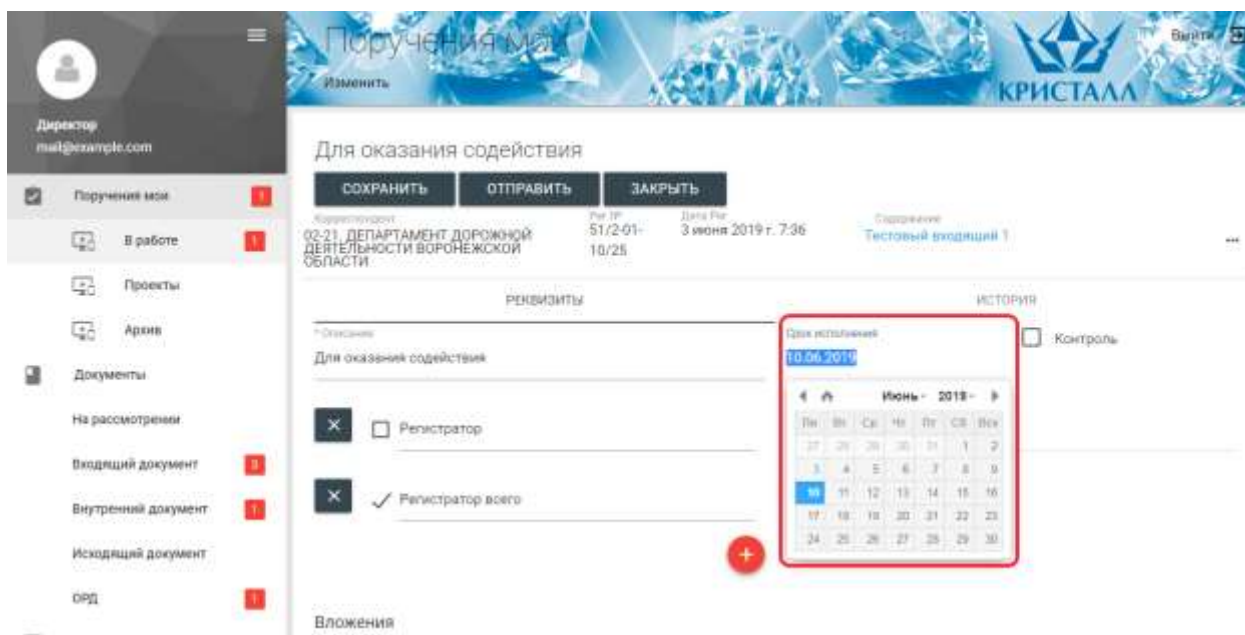 Поручения мои
Изменить
Выйти
КРИСТАЛЛ
Директор
mail@example.com
Поручения мои 1
В работе 1
Проекты
Архив
Документы
На рассмотрении
Входящий документ 3
Внутренний документ 1
Исходящий документ
ОРД 1
Для оказания содействия
СОХРАНИТЬ ОТПРАВИТЬ ЗАКРЫТЬ
Корреспондент Рег № Дата Рег Содержание
02-21, ДЕПАРТАМЕНТ ДОРОЖНОЙ 51/2-01- 3 июня 2019 г. 7:36 Тестовый входящий 1
ДЕЯТЕЛЬНОСТИ ВОРОНЕЖСКОЙ 10/25 ...
ОБЛАСТИ
РЕКВИЗИТЫ ИСТОРИЯ
* Описание Срок исполнения Контроль
Для оказания содействия 10.06.2019
Июнь 2019
Пн Вт Ср Чт Пт Сб Вск
27 28 29 30 31 1 2
3 4 5 6 7 8 9
10 11 12 13 14 15 16
17 18 19 20 21 22 23
24 25 26 27 28 29 30
Регистратор
Регистратор всего
Вложения